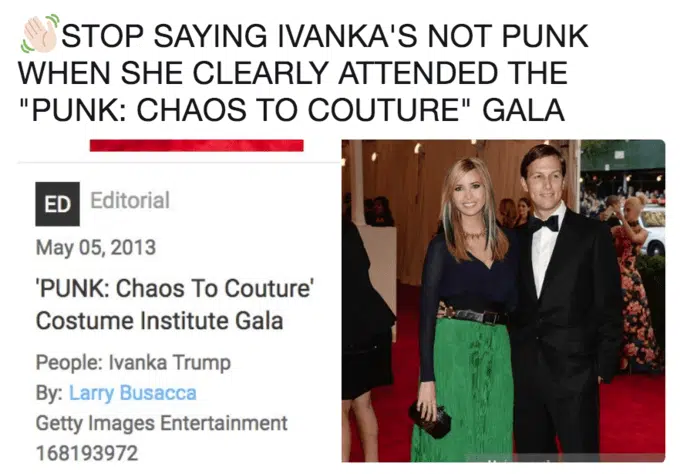 👋🏻STOP SAYING IVANKA'S NOT PUNK
WHEN SHE CLEARLY ATTENDED THE
"PUNK: CHAOS TO COUTURE" GALA
ED Editorial
May 05, 2013
'PUNK: Chaos To Couture'
Costume Institute Gala
People: Ivanka Trump
By: Larry Busacca
Getty Images Entertainment
168193972